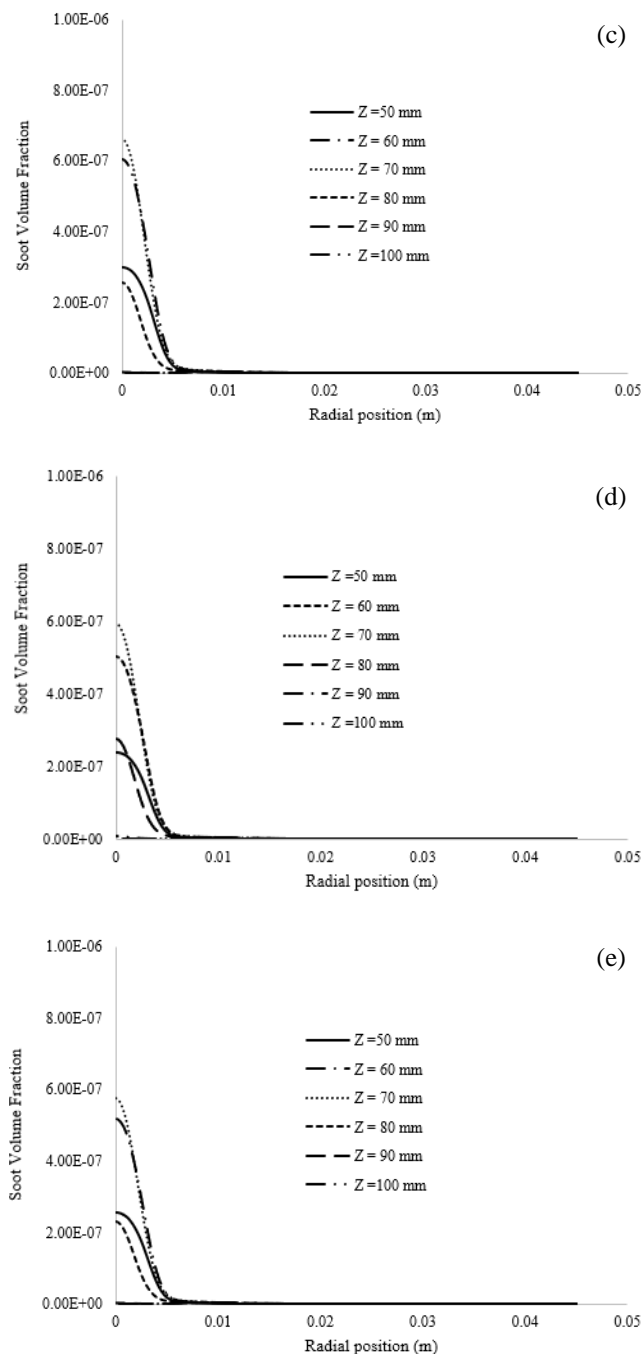 (c)
1.00E-06
8.00E-07
6.00E-07
4.00E-07
2.00E-07
0.00E+00
Soot Volume Fraction
Z =50 mm
Z = 60 mm
Z = 70 mm
Z = 80 mm
Z = 90 mm
Z =100 mm
0 0.01 0.02 0.03 0.04 0.05
Radial position (m)
(d)
1.00E-06
8.00E-07
6.00E-07
4.00E-07
2.00E-07
0.00E+00
Soot Volume Fraction
Z =50 mm
Z = 60 mm
Z = 70 mm
Z = 80 mm
Z = 90 mm
Z =100 mm
0 0.01 0.02 0.03 0.04 0.05
Radial position (m)
(e)
1.00E-06
8.00E-07
6.00E-07
4.00E-07
2.00E-07
0.00E+00
Soot Volume Fraction
Z =50 mm
Z = 60 mm
Z = 70 mm
Z = 80 mm
Z = 90 mm
Z =100 mm
0 0.01 0.02 0.03 0.04 0.05
Radial position (m)